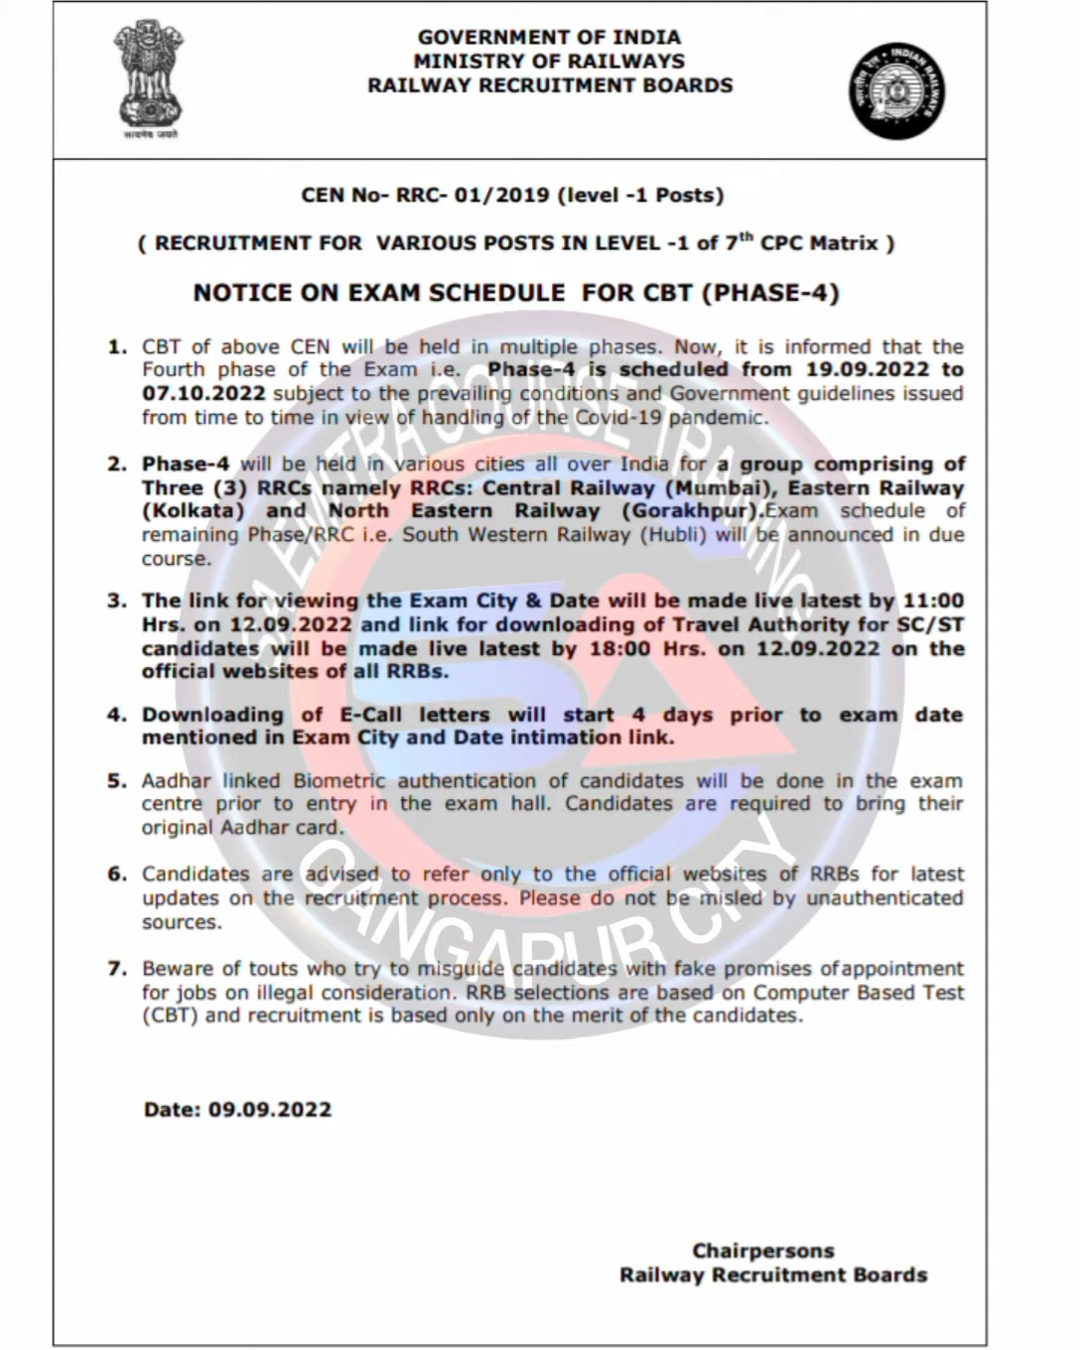 GOVERNMENT OF INDIA
MINISTRY OF RAILWAYS
RAILWAY RECRUITMENT BOARDS
सत्यमेव जयते
भारतीय रेल • INDIAN RAILWAYS
CEN No- RRC- 01/2019 (level -1 Posts)
( RECRUITMENT FOR VARIOUS POSTS IN LEVEL -1 of 7th CPC Matrix )
NOTICE ON EXAM SCHEDULE FOR CBT (PHASE-4)
1. CBT of above CEN will be held in multiple phases. Now, it is informed that the
Fourth phase of the Exam i.e. Phase-4 is scheduled from 19.09.2022 to
07.10.2022 subject to the prevailing conditions and Government guidelines issued
from time to time in view of handling of the Covid-19 pandemic.
2. Phase-4 will be held in various cities all over India for a group comprising of
Three (3) RRCs namely RRCs: Central Railway (Mumbai), Eastern Railway
(Kolkata) and North Eastern Railway (Gorakhpur).Exam schedule of
remaining Phase/RRC i.e. South Western Railway (Hubli) will be announced in due
course.
3. The link for viewing the Exam City & Date will be made live latest by 11:00
Hrs. on 12.09.2022 and link for downloading of Travel Authority for SC/ST
candidates will be made live latest by 18:00 Hrs. on 12.09.2022 on the
official websites of all RRBs.
4. Downloading of E-Call letters will start 4 days prior to exam date
mentioned in Exam City and Date intimation link.
5. Aadhar linked Biometric authentication of candidates will be done in the exam
centre prior to entry in the exam hall. Candidates are required to bring their
original Aadhar card.
6. Candidates are advised to refer only to the official websites of RRBs for latest
updates on the recruitment process. Please do not be misled by unauthenticated
sources.
7. Beware of touts who try to misguide candidates with fake promises of appointment
for jobs on illegal consideration. RRB selections are based on Computer Based Test
(CBT) and recruitment is based only on the merit of the candidates.
Date: 09.09.2022
Chairpersons
Railway Recruitment Boards
SA EMITRA COURSE TRAINING
GANGAPUR CITY